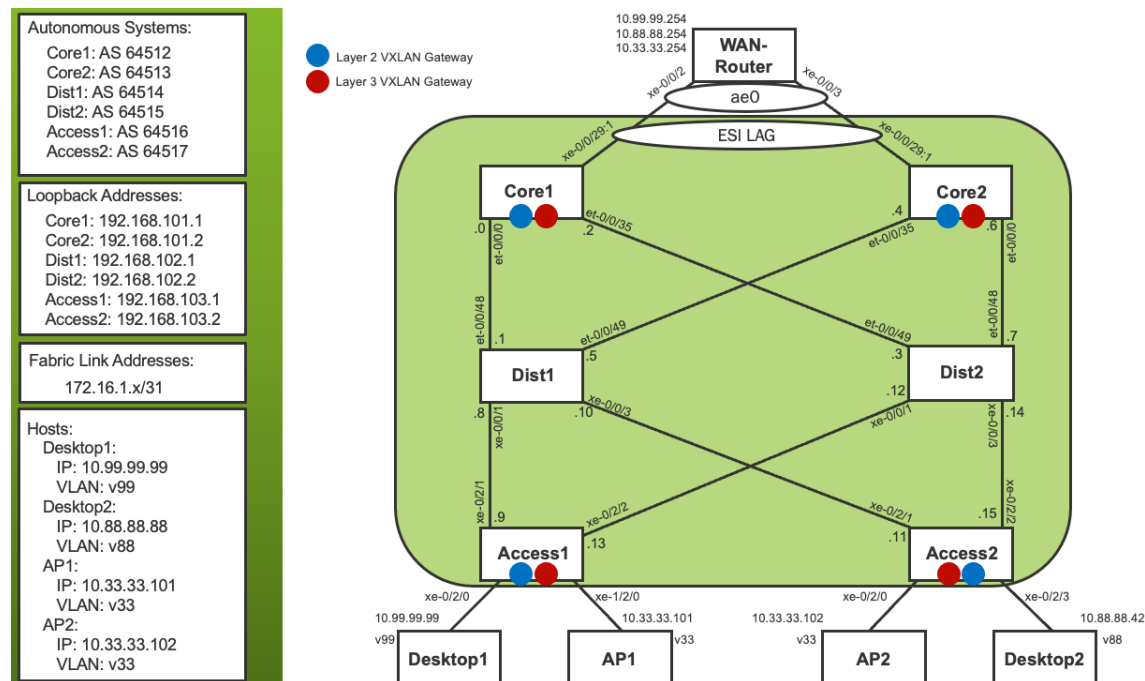 Autonomous Systems:
Core1: AS 64512
Core2: AS 64513
Dist1: AS 64514
Dist2: AS 64515
Access1: AS 64516
Access2: AS 64517
Loopback Addresses:
Core1: 192.168.101.1
Core2: 192.168.101.2
Dist1: 192.168.102.1
Dist2: 192.168.102.2
Access1: 192.168.103.1
Access2: 192.168.103.2
Fabric Link Addresses:
172.16.1.x/31
Hosts:
Desktop1:
IP: 10.99.99.99
VLAN: v99
Desktop2:
IP: 10.88.88.88
VLAN: v88
AP1:
IP: 10.33.33.101
VLAN: v33
AP2:
IP: 10.33.33.102
VLAN: v33
Layer 2 VXLAN Gateway
Layer 3 VXLAN Gateway
10.99.99.254
10.88.88.254
10.33.33.254
WAN-
Router
xe-0/0/2
xe-0/0/3
ae0
ESI LAG
xe-0/0/29:1
xe-0/0/29:1
Core1
Core2
.0
et-0/0/0
et-0/0/35
.2
.4
et-0/0/35
.6
et-0/0/0
et-0/0/48
.1
et-0/0/49
.5
et-0/0/49
.3
et-0/0/48
.7
Dist1
Dist2
.8
xe-0/0/1
.10
xe-0/0/3
.12
xe-0/0/1
.14
xe-0/0/3
xe-0/2/1
.9
xe-0/2/2
.13
xe-0/2/1
.11
.15
xe-0/2/2
Access1
Access2
xe-0/2/0
xe-1/2/0
xe-0/2/0
xe-0/2/3
10.99.99.99
v99
Desktop1
10.33.33.101
v33
AP1
10.33.33.102
v33
AP2
10.88.88.42
v88
Desktop2